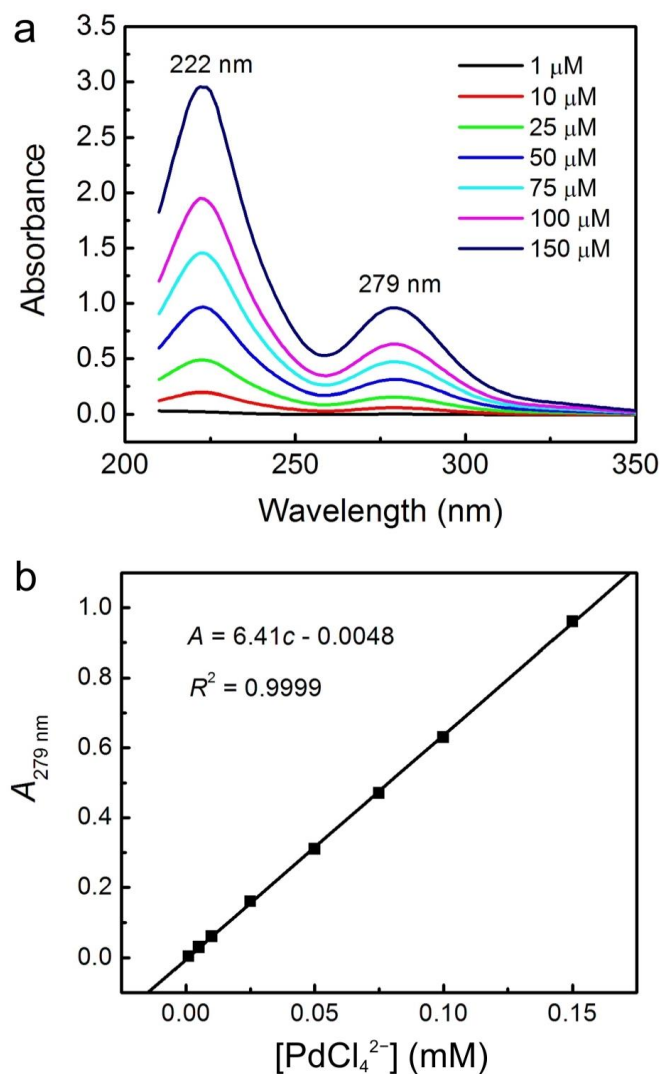 a
3.5
3.0
2.5
2.0
1.5
1.0
0.5
0.0
Absorbance
222 nm
279 nm
1 μM
10 μM
25 μM
50 μM
75 μM
100 μM
150 μM
200 250 300 350
Wavelength (nm)
b
1.0
0.8
0.6
0.4
0.2
0.0
A279 nm
A = 6.41c - 0.0048
R² = 0.9999
0.00 0.05 0.10 0.15
[PdCl₄²⁻] (mM)